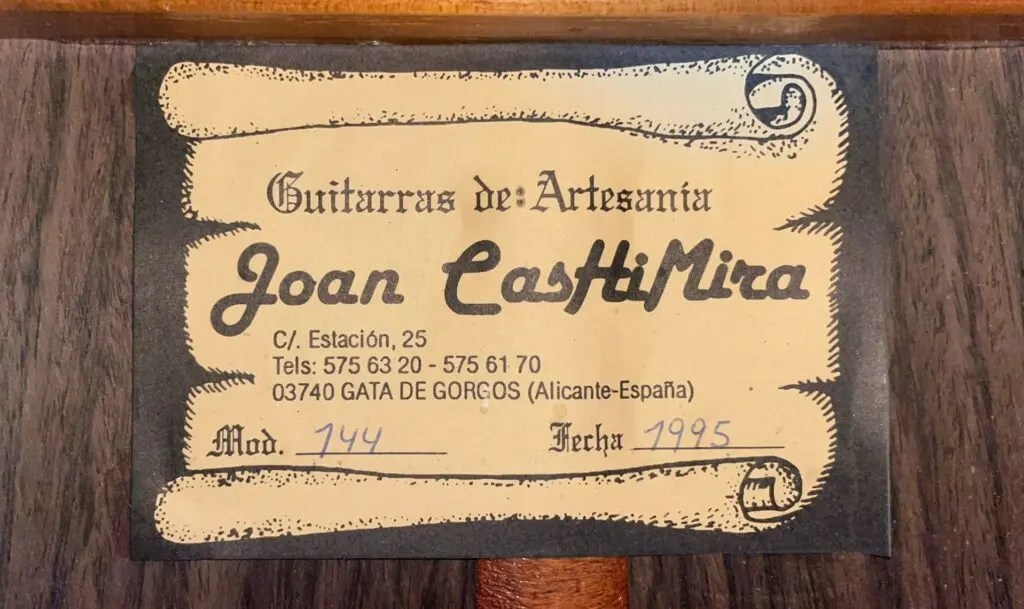 Guitarras de: Artesanía
Joan CasHiMira
C/. Estación, 25
Tels: 575 63 20 - 575 61 70
03740 GATA DE GORGOS (Alicante-España)
Mod. 144 Fecha 1995